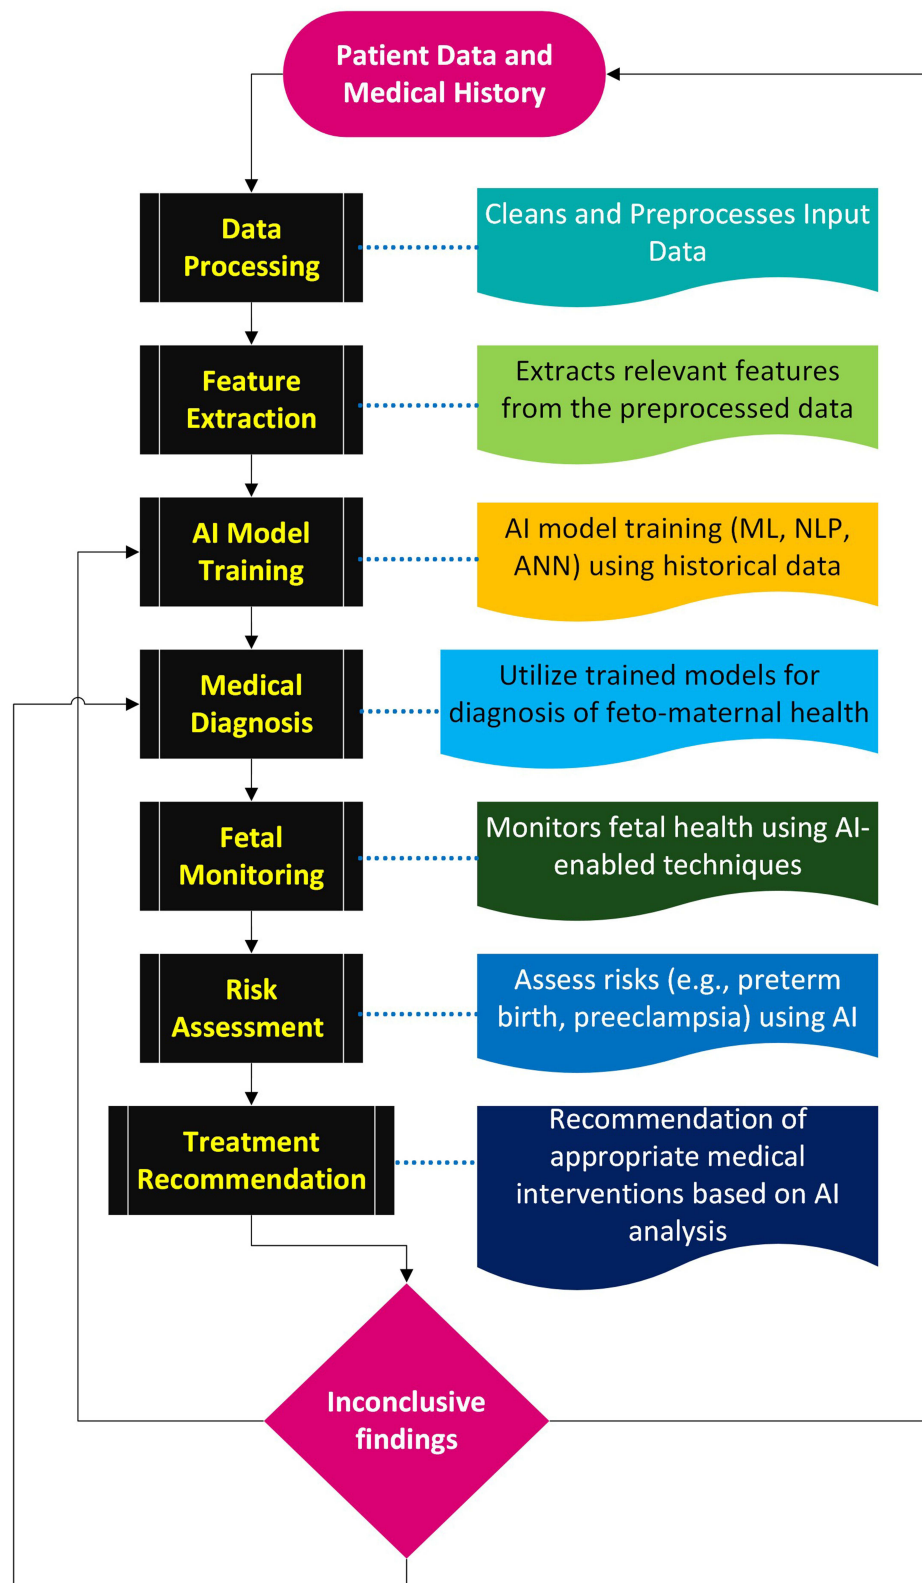 Patient Data and
Medical History
Data
Processing
Cleans and Preprocesses Input
Data
Feature
Extraction
Extracts relevant features
from the preprocessed data
AI Model
Training
AI model training (ML, NLP,
ANN) using historical data
Medical
Diagnosis
Utilize trained models for
diagnosis of feto-maternal health
Fetal
Monitoring
Monitors fetal health using AI-
enabled techniques
Risk
Assessment
Assess risks (e.g., preterm
birth, preeclampsia) using AI
Treatment
Recommendation
Recommendation of
appropriate medical
interventions based on AI
analysis
Inconclusive
findings